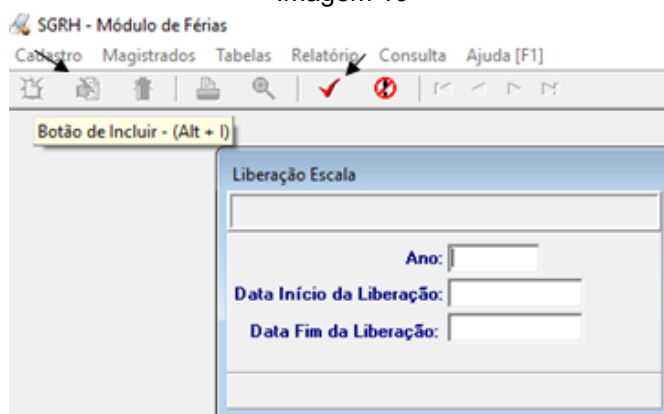 Imagem 10
SGRH - Módulo de Férias
Cadastro Magistrados Tabelas Relatório Consulta Ajuda [F1]
Botão de Incluir - (Alt + I)
Liberação Escala
Ano:
Data Início da Liberação:
Data Fim da Liberação: